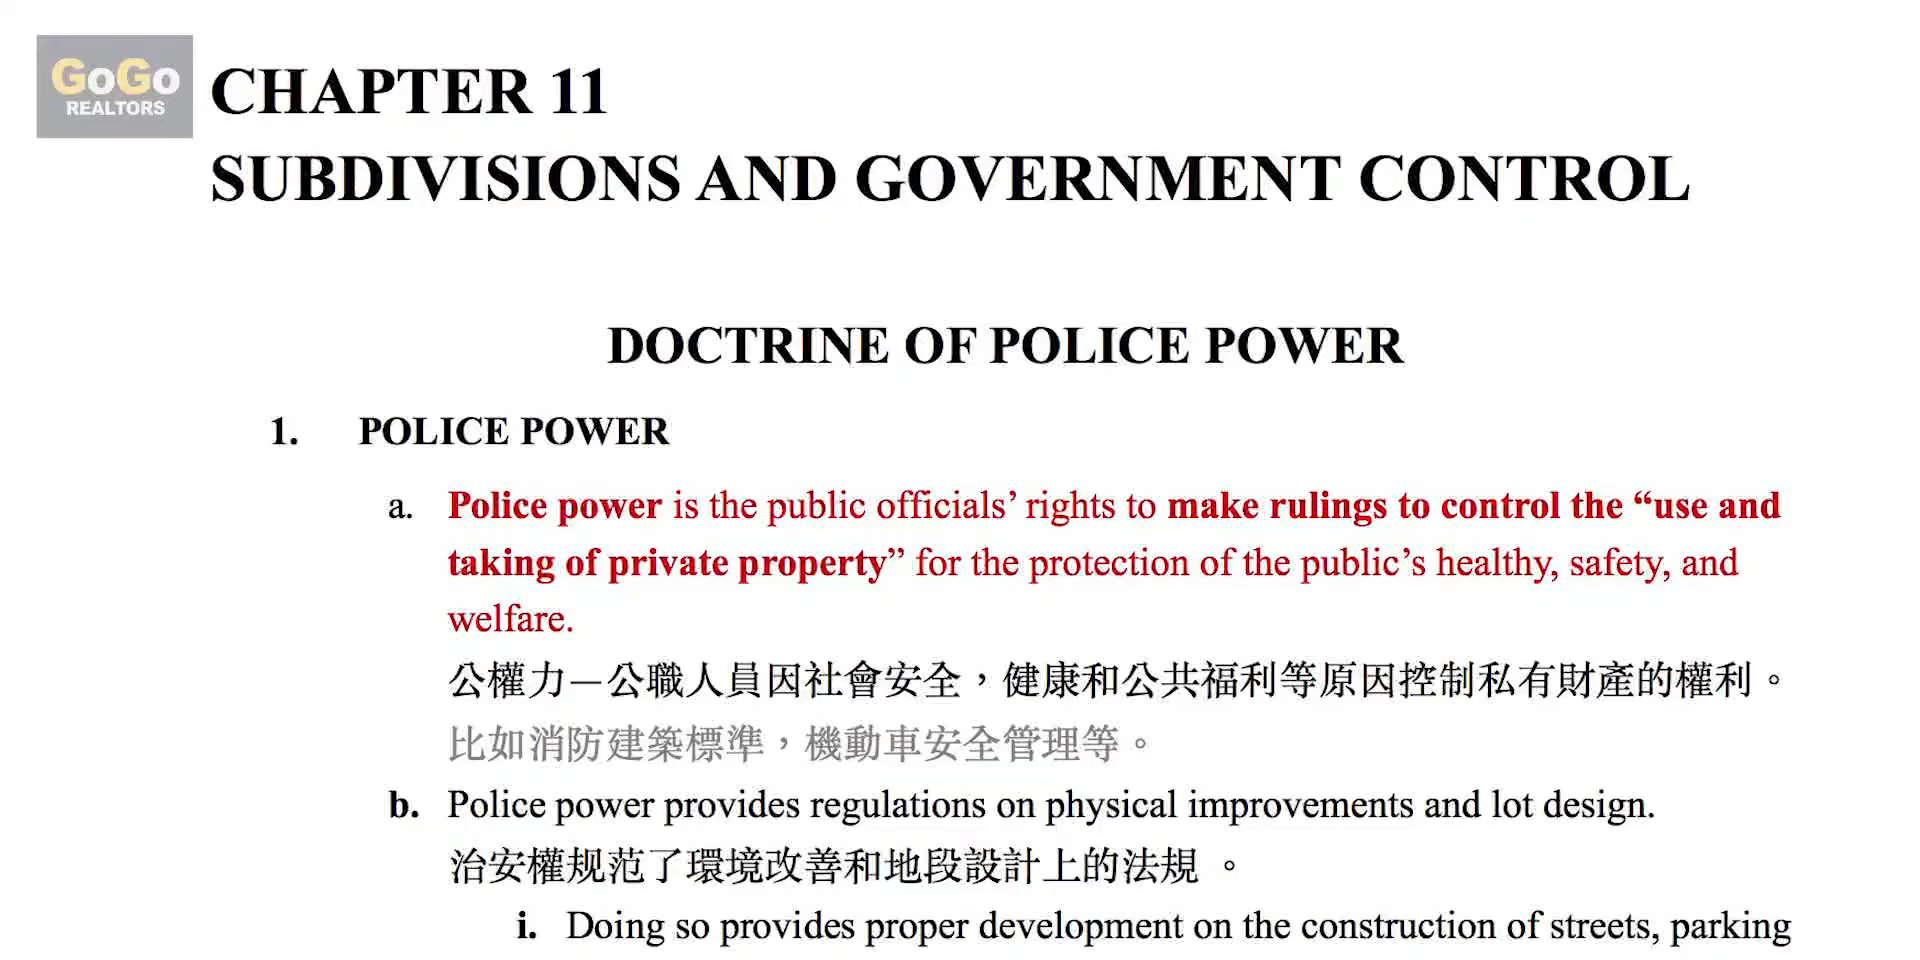 GoGo
REALTORS
CHAPTER 11
SUBDIVISIONS AND GOVERNMENT CONTROL
DOCTRINE OF POLICE POWER
1. POLICE POWER
a. Police power is the public officials’ rights to make rulings to control the “use and
taking of private property” for the protection of the public’s healthy, safety, and
welfare.
公權力—公職人員因社會安全，健康和公共福利等原因控制私有財產的權利。
比如消防建築標準，機動車安全管理等。
b. Police power provides regulations on physical improvements and lot design.
治安權规范了環境改善和地段設計上的法規 。
i. Doing so provides proper development on the construction of streets, parking